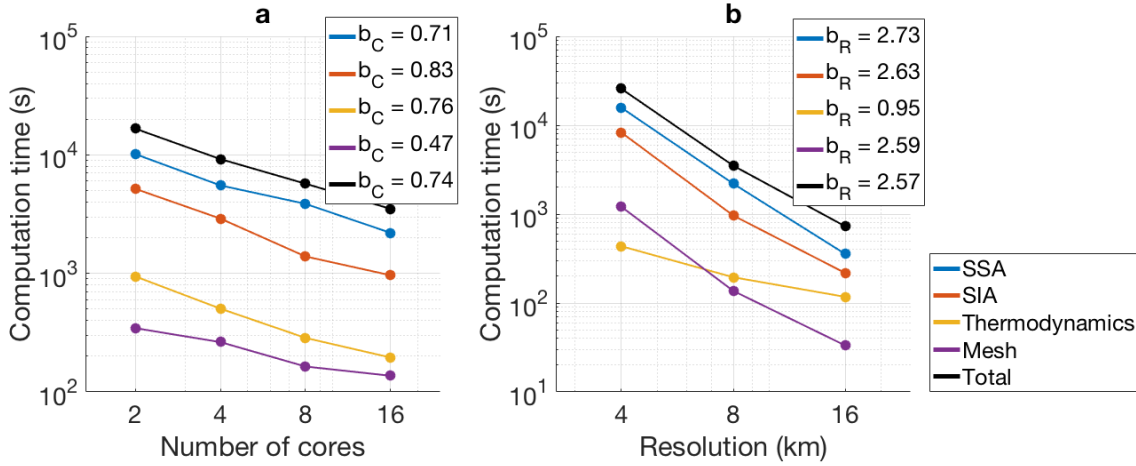 a
b
10^5
10^4
10^3
10^2
Computation time (s)
2
4
8
16
Number of cores
b_C = 0.71
b_C = 0.83
b_C = 0.76
b_C = 0.47
b_C = 0.74
10^5
10^4
10^3
10^2
10^1
Computation time (s)
4
8
16
Resolution (km)
b_R = 2.73
b_R = 2.63
b_R = 0.95
b_R = 2.59
b_R = 2.57
SSA
SIA
Thermodynamics
Mesh
Total